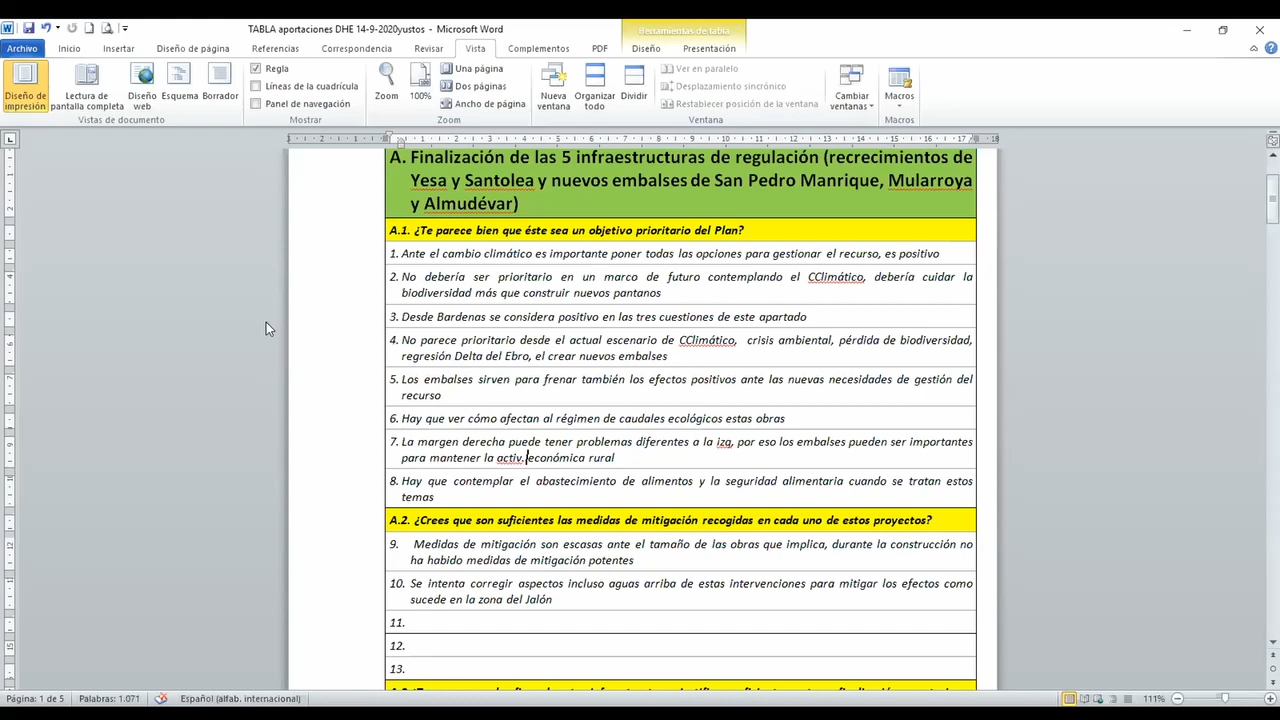 TABLA aportaciones DHE 14-9-2020yustos - Microsoft Word
Herramientas de tabla
Archivo Inicio Insertar Diseño de página Referencias Correspondencia Revisar Vista Complementos PDF Diseño Presentación
Diseño de impresión
Lectura de pantalla completa
Diseño web
Esquema
Borrador
Vistas de documento
Regla
Líneas de la cuadrícula
Panel de navegación
Mostrar
Zoom
100%
Una página
Dos páginas
Ancho de página
Zoom
Nueva ventana
Organizar todo
Dividir
Ver en paralelo
Desplazamiento sincrónico
Restablecer posición de la ventana
Ventana
Cambiar ventanas
Macros
Macros
A. Finalización de las 5 infraestructuras de regulación (recrecimientos de
Yesa y Santolea y nuevos embalses de San Pedro Manrique, Mularroya
y Almudévar)
A.1. ¿Te parece bien que éste sea un objetivo prioritario del Plan?
1. Ante el cambio climático es importante poner todas las opciones para gestionar el recurso, es positivo
2. No debería ser prioritario en un marco de futuro contemplando el CClimático, debería cuidar la
biodiversidad más que construir nuevos pantanos
3. Desde Bardenas se considera positivo en las tres cuestiones de este apartado
4. No parece prioritario desde el actual escenario de CClimático, crisis ambiental, pérdida de biodiversidad,
regresión Delta del Ebro, el crear nuevos embalses
5. Los embalses sirven para frenar también los efectos positivos ante las nuevas necesidades de gestión del
recurso
6. Hay que ver cómo afectan al régimen de caudales ecológicos estas obras
7. La margen derecha puede tener problemas diferentes a la izq, por eso los embalses pueden ser importantes
para mantener la activ. económica rural
8. Hay que contemplar el abastecimiento de alimentos y la seguridad alimentaria cuando se tratan estos
temas
A.2. ¿Crees que son suficientes las medidas de mitigación recogidas en cada uno de estos proyectos?
9. Medidas de mitigación son escasas ante el tamaño de las obras que implica, durante la construcción no
ha habido medidas de mitigación potentes
10. Se intenta corregir aspectos incluso aguas arriba de estas intervenciones para mitigar los efectos como
sucede en la zona del Jalón
11.
12.
13.
Página: 1 de 5 Palabras: 1.071 Español (alfab. internacional) 111%